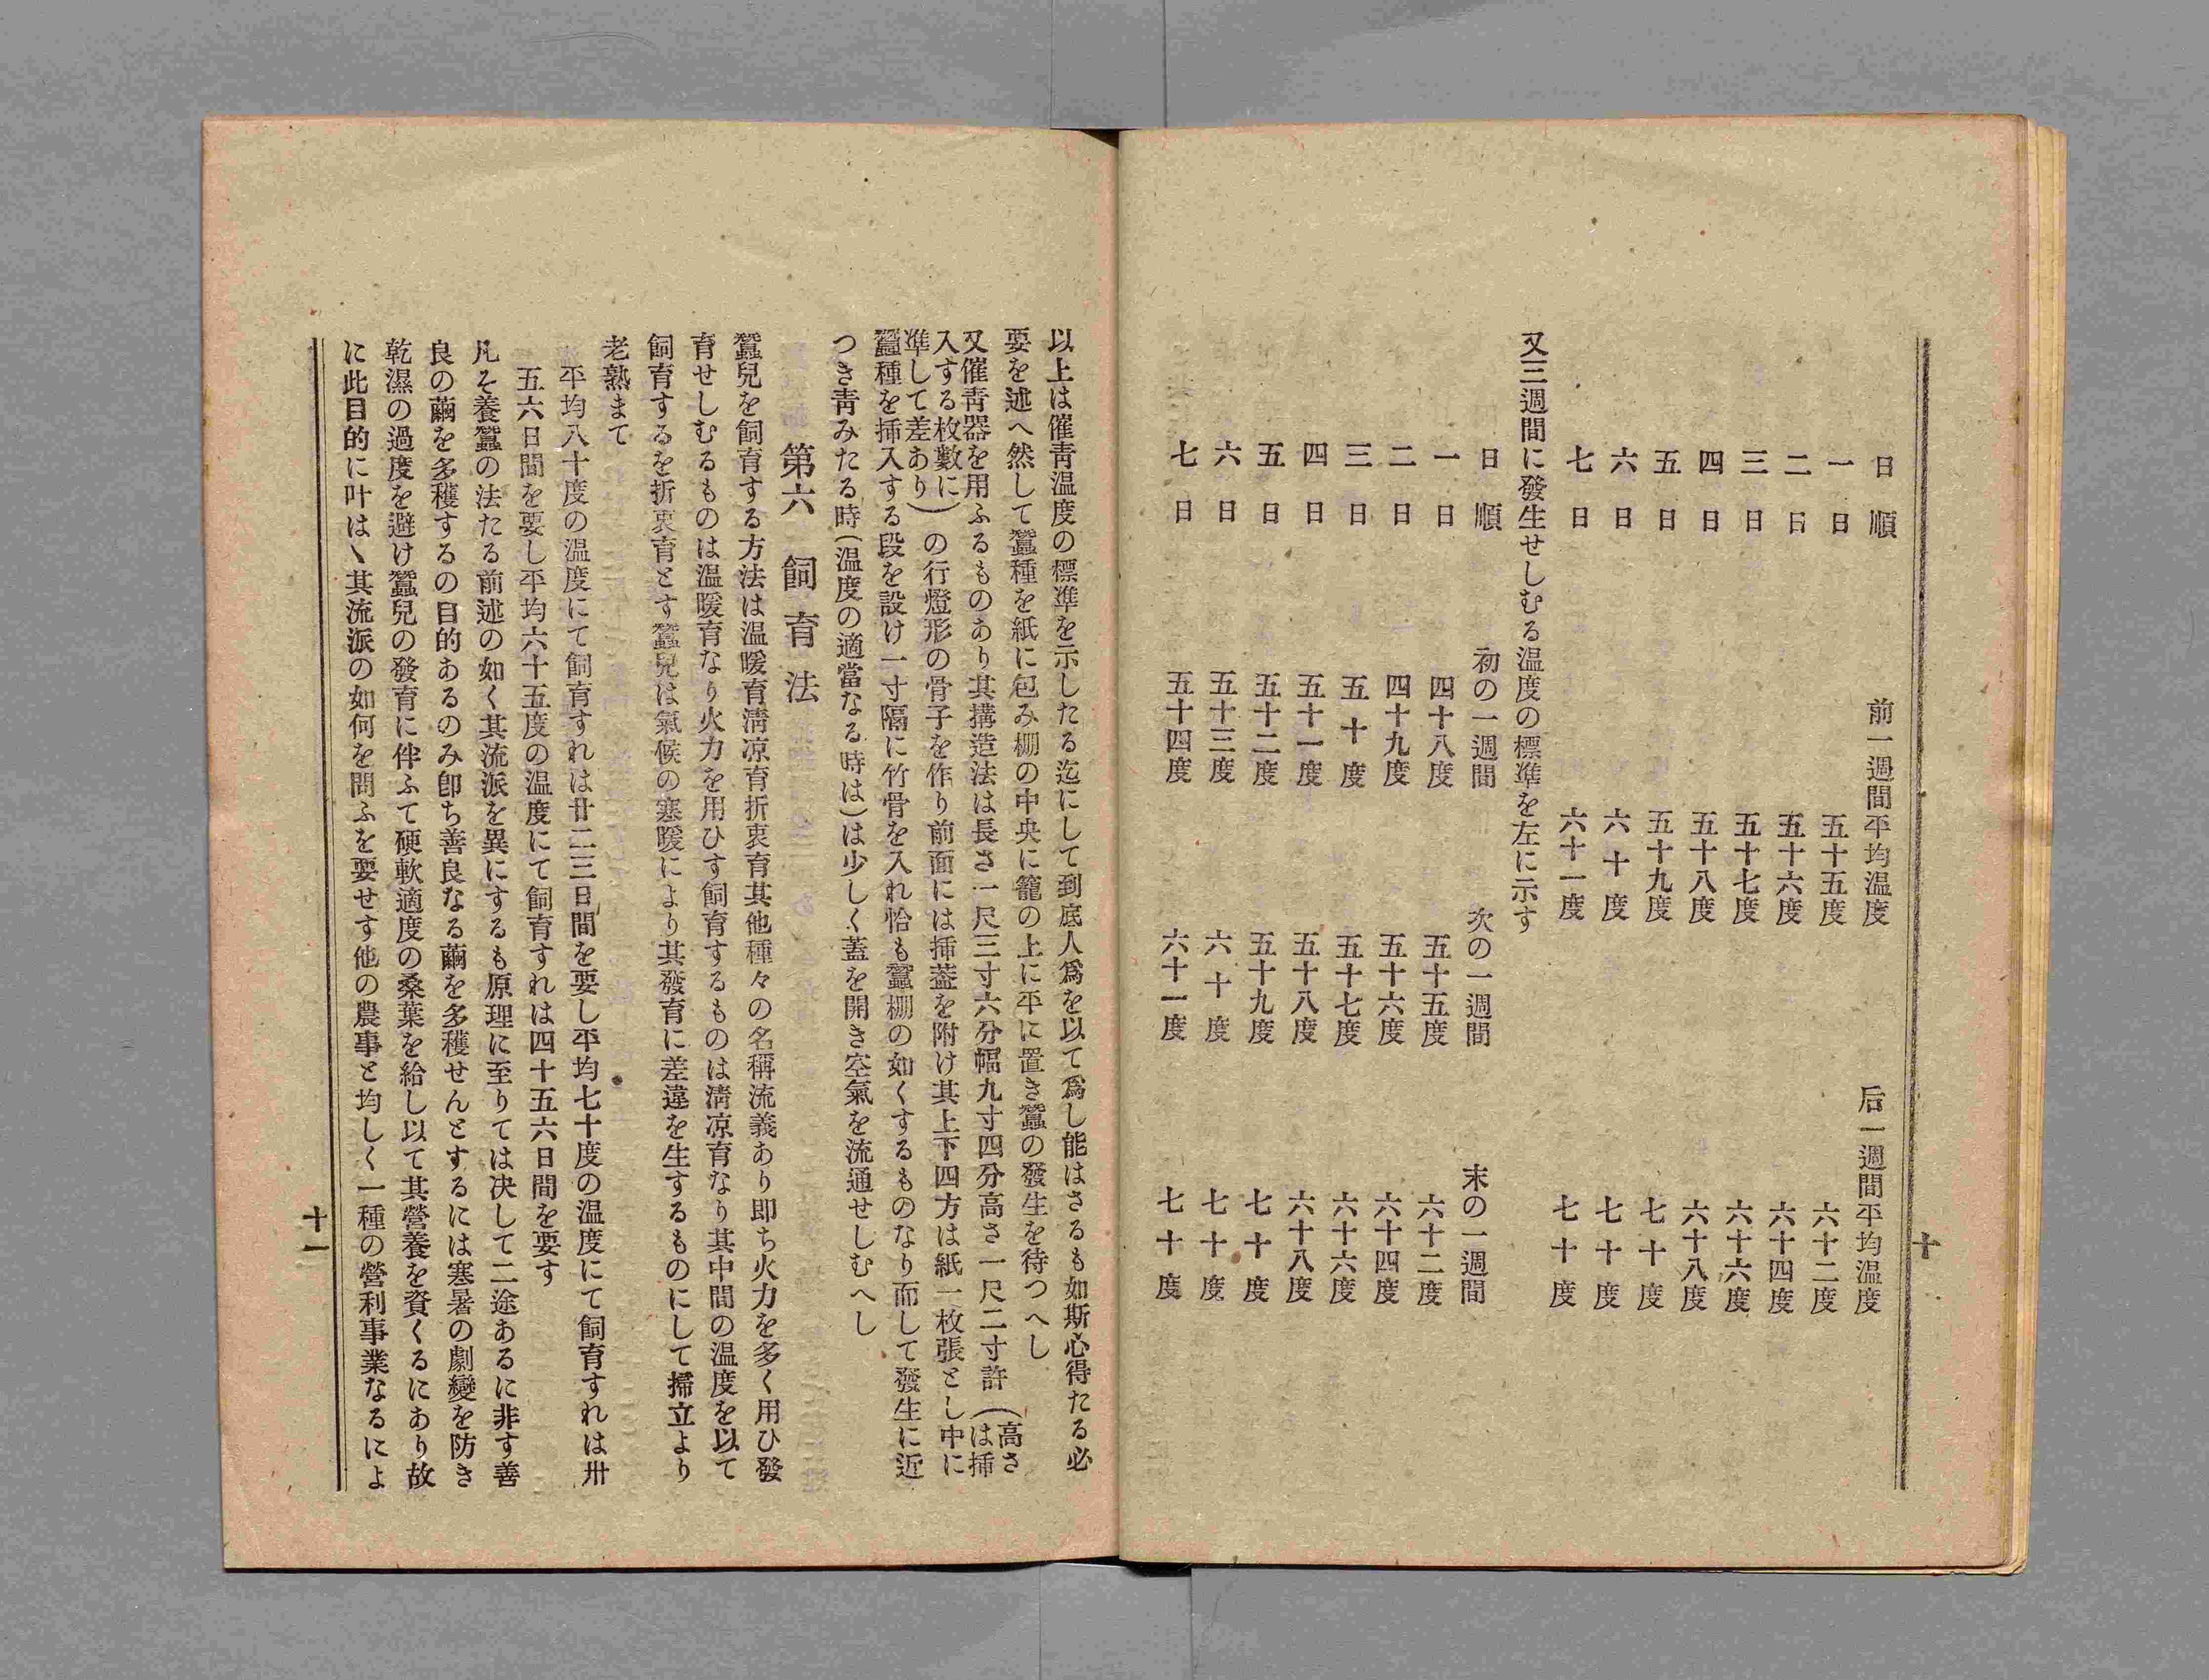 十
日順　前一週間平均温度　后一週間平均温度
一日　五十五度　六十二度
二日　五十六度　六十四度
三日　五十七度　六十六度
四日　五十八度　六十八度
五日　五十九度　七十度
六日　六十度　七十度
七日　六十一度　七十度
又三週間に發生せしむる温度の標準を左に示す
日順　初の一週間　次の一週間　末の一週間
一日　四十八度　五十五度　六十二度
二日　四十九度　五十六度　六十四度
三日　五十度　五十七度　六十六度
四日　五十一度　五十八度　六十八度
五日　五十二度　五十九度　七十度
六日　五十三度　六十度　七十度
七日　五十四度　六十一度　七十度
以上は催靑温度の標準を示したる迄にして到底人爲を以て爲し能はさるも如斯心得たる必
要を述へ然して蠶種を紙に包み棚の中央に籠の上に平に置き蠶の發生を待つへし
又催靑器を用ふるものあり其搆造法は長さ一尺三寸六分幅九寸四分高さ一尺二寸許（高さは揷
入する枚數に準して差あり）の行燈形の骨子を作り前面には揷葢を附け其上下四方は紙一枚張とし中に
蠶種を揷入する段を設け一寸隔に竹骨を入れ恰も蠶棚の如くするものなり而して發生に近
つき靑みたる時（温度の適當なる時は）は少しく蓋を開き空氣を流通せしむへし
第六　飼育法
蠶兒を飼育する方法は温暖育淸凉育折衷育其他種々の名稱流義あり即ち火力を多く用ひ發
育せしむるものは温暖育なり火力を用ひす飼育するものは淸凉育なり其中間の温度を以て
飼育するを折衷育とす蠶兒は氣候の寒暖により其發育に差違を生するものにして掃立より
老熟まて
平均八十度の温度にて飼育すれは廿二三日間を要し平均七十度の温度にて飼育すれは卅
五六日間を要し平均六十五度の温度にて飼育すれは四十五六日間を要す
凡そ養蠶の法たる前述の如く其流派を異にするも原理に至りては决して二途あるに非す善
良の繭を多穫するの目的あるのみ卽ち善良なる繭を多穫せんとするには寒暑の劇變を防き
乾濕の過度を避け蠶兒の發育に伴ふて硬軟適度の桑葉を給し以て其營養を資くるにあり故
に此目的に叶はゝ其流派の如何を問ふを要せす他の農事と均しく一種の營利事業なるによ
十一